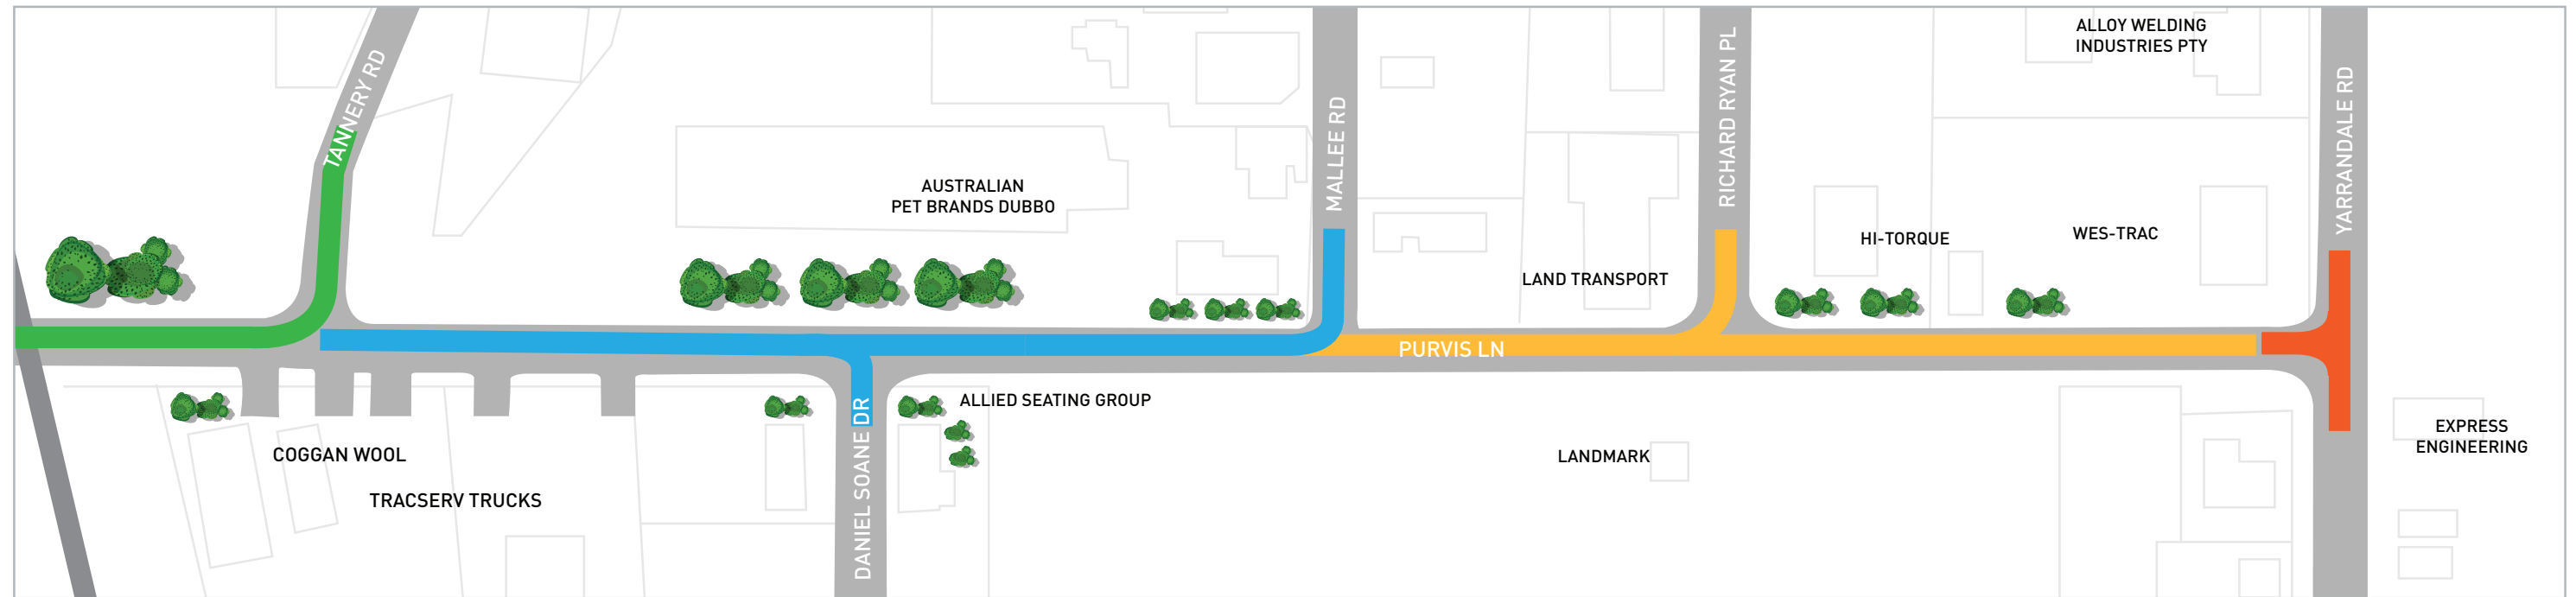 TANNERY RD
AUSTRALIAN
PET BRANDS DUBBO
MALLEE RD
RICHARD RYAN PL
ALLOY WELDING
INDUSTRIES PTY
YARRANDALE RD
LAND TRANSPORT
HI-TORQUE
WES-TRAC
PURVIS LN
COGGAN WOOL
TRACSERV TRUCKS
DANIEL SOANE DR
ALLIED SEATING GROUP
LANDMARK
EXPRESS
ENGINEERING